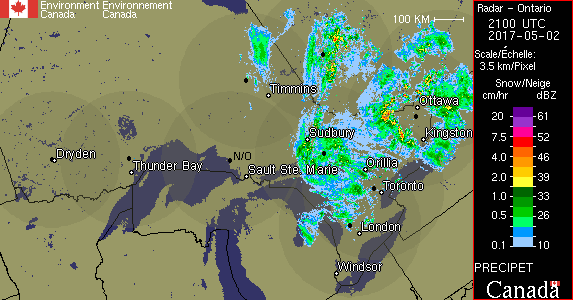 Environment Environnement
Canada Canada
100 KM
Timmins
Ottawa
Sudbury
Kingston
Dryden
N/O
Thunder Bay
Sault Ste. Marie
Orillia
Toronto
London
Windsor
Radar - Ontario
2100 UTC
2017-05-02
Scale/Échelle:
3.5 km/Pixel
Snow/Neige
cm/hr dBZ
20 61
7.5 52
4.0 46
2.0 39
1.0 33
0.5 26
0.1 10
PRECIPET
Canada